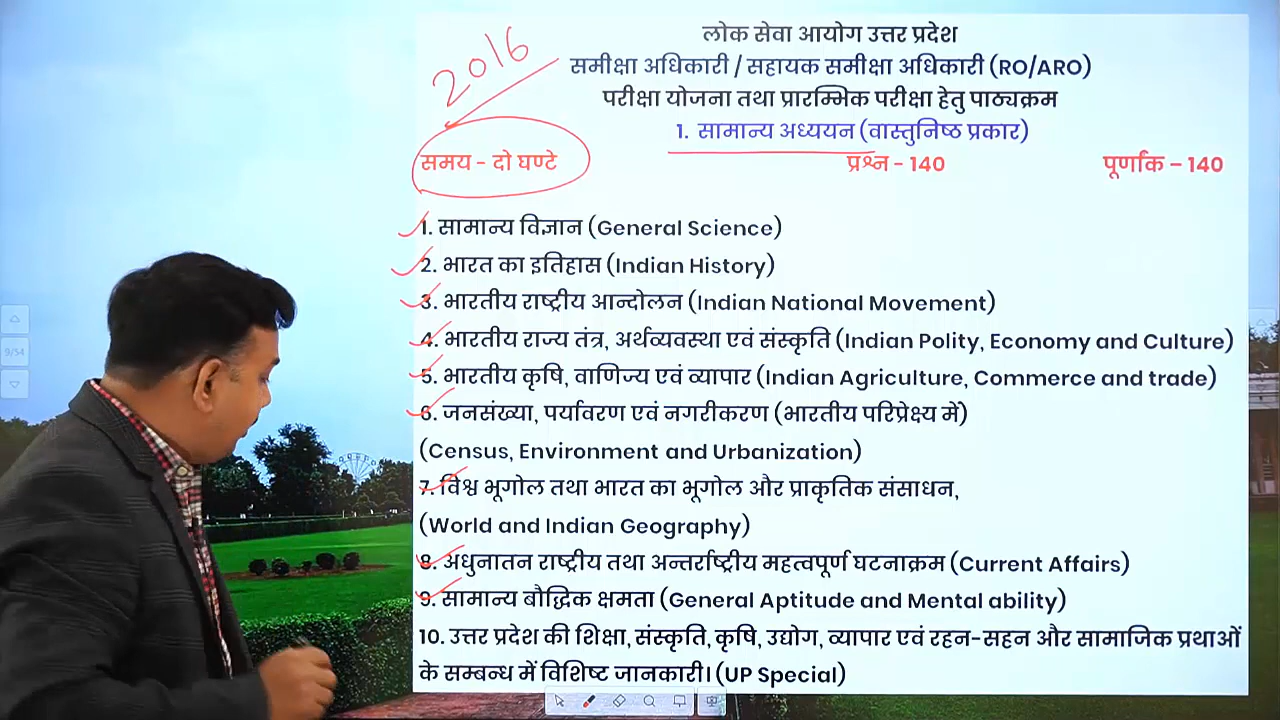 2016
लोक सेवा आयोग उत्तर प्रदेश
समीक्षा अधिकारी / सहायक समीक्षा अधिकारी (RO/ARO)
परीक्षा योजना तथा प्रारम्भिक परीक्षा हेतु पाठ्यक्रम
1. सामान्य अध्ययन (वास्तुनिष्ठ प्रकार)
समय - दो घण्टे प्रश्न - 140 पूर्णांक – 140
1. सामान्य विज्ञान (General Science)
2. भारत का इतिहास (Indian History)
3. भारतीय राष्ट्रीय आन्दोलन (Indian National Movement)
4. भारतीय राज्य तंत्र, अर्थव्यवस्था एवं संस्कृति (Indian Polity, Economy and Culture)
5. भारतीय कृषि, वाणिज्य एवं व्यापार (Indian Agriculture, Commerce and trade)
6. जनसंख्या, पर्यावरण एवं नगरीकरण (भारतीय परिप्रेक्ष्य में)
(Census, Environment and Urbanization)
7. विश्व भूगोल तथा भारत का भूगोल और प्राकृतिक संसाधन,
(World and Indian Geography)
8. अधुनातन राष्ट्रीय तथा अन्तर्राष्ट्रीय महत्वपूर्ण घटनाक्रम (Current Affairs)
9. सामान्य बौद्धिक क्षमता (General Aptitude and Mental ability)
10. उत्तर प्रदेश की शिक्षा, संस्कृति, कृषि, उद्योग, व्यापार एवं रहन-सहन और सामाजिक प्रथाओं
के सम्बन्ध में विशिष्ट जानकारी। (UP Special)
9/54